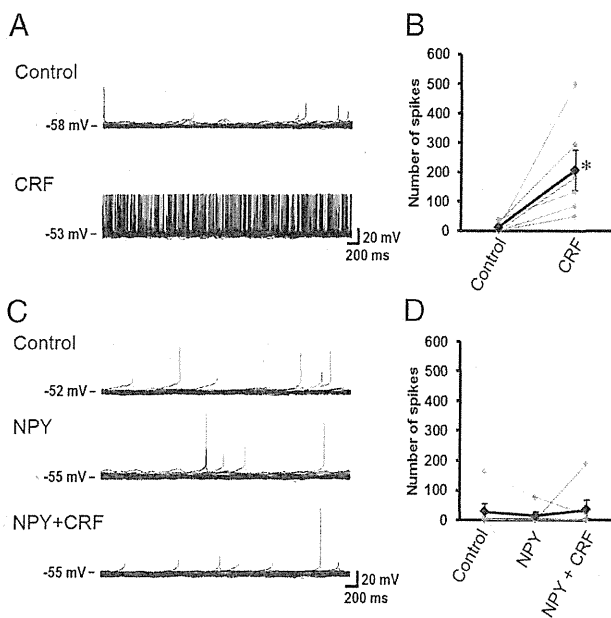 A
Control
-58 mV
CRF
-53 mV
20 mV
200 ms
B
Number of spikes
600
500
400
300
200
100
0
*
Control
CRF
C
Control
-52 mV
NPY
-55 mV
NPY+CRF
-55 mV
20 mV
200 ms
D
Number of spikes
600
500
400
300
200
100
0
Control
NPY
NPY + CRF